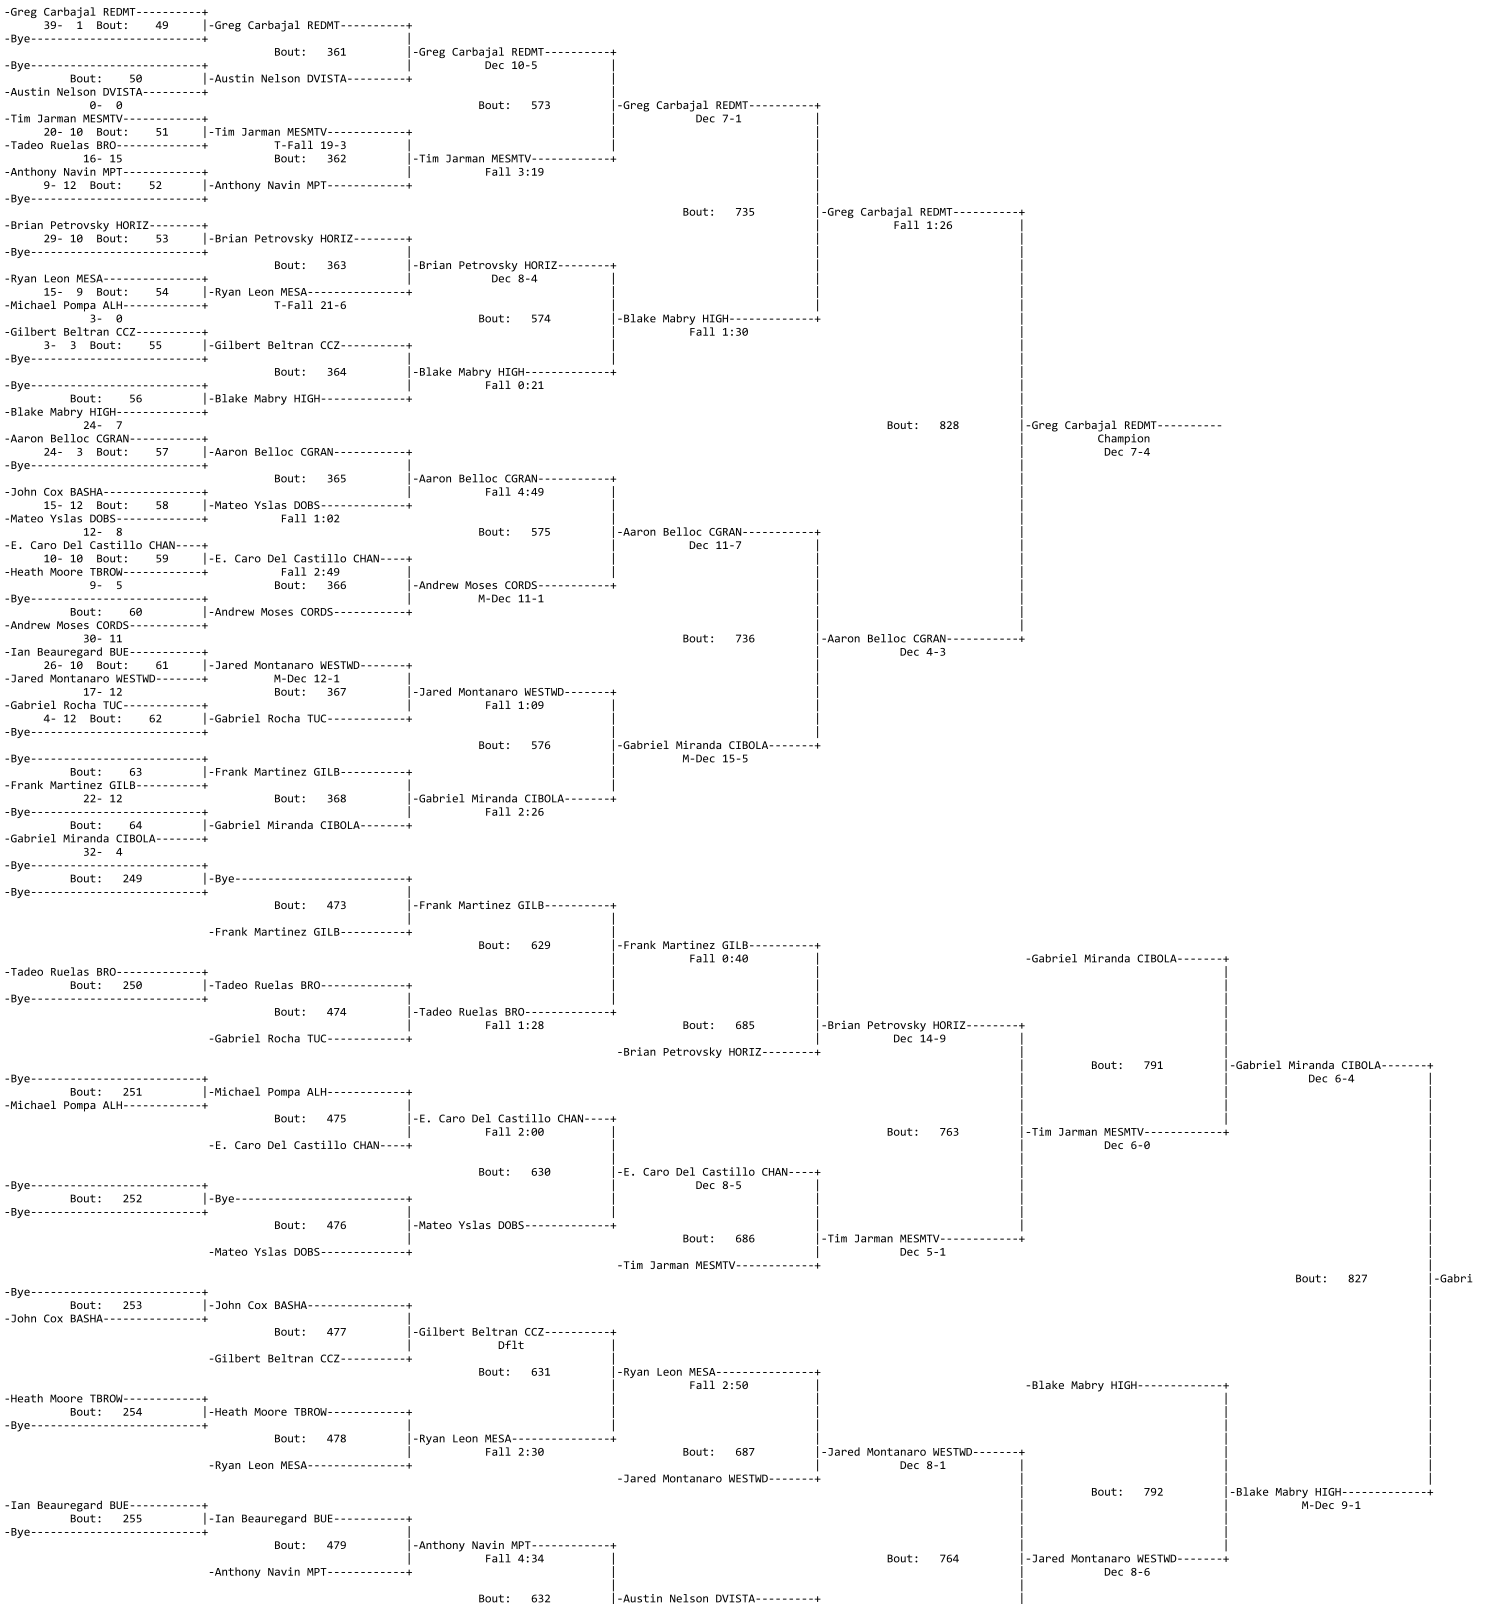 -Greg Carbajal REDMT----------+
39-  1  Bout:    49     |-Greg Carbajal REDMT----------+
-Bye--------------------------+                              |
Bout:   361          |-Greg Carbajal REDMT----------+
-Bye--------------------------+                              |           Dec 10-5           |
Bout:    50         |-Austin Nelson DVISTA---------+                              |
-Austin Nelson DVISTA---------+                                                             |
0-  0                                                          Bout:   573          |-Greg Carbajal REDMT----------+
-Tim Jarman MESMTV------------+                                                             |            Dec 7-1           |
20- 10  Bout:    51     |-Tim Jarman MESMTV------------+                              |                              |
-Tadeo Ruelas BRO-------------+          T-Fall 19-3         |                              |                              |
16- 15                            Bout:   362          |-Tim Jarman MESMTV------------+                              |
-Anthony Navin MPT------------+                              |           Fall 3:19                                         |
9- 12  Bout:    52      |-Anthony Navin MPT------------+                                                             |
-Bye--------------------------+                                                                                            |
Bout:   735          |-Greg Carbajal REDMT----------+
-Brian Petrovsky HORIZ--------+                                                                                            |           Fall 1:26          |
29- 10  Bout:    53     |-Brian Petrovsky HORIZ--------+                                                             |                              |
-Bye--------------------------+                              |                                                             |                              |
Bout:   363          |-Brian Petrovsky HORIZ--------+                              |                              |
-Ryan Leon MESA---------------+                              |            Dec 8-4           |                              |                              |
15-  9  Bout:    54     |-Ryan Leon MESA---------------+                              |                              |                              |
-Michael Pompa ALH------------+          T-Fall 21-6                                        |                              |                              |
3-  0                                                          Bout:   574          |-Blake Mabry HIGH-------------+                              |
-Gilbert Beltran CCZ----------+                                                             |           Fall 1:30                                         |
3-  3  Bout:    55      |-Gilbert Beltran CCZ----------+                              |                                                             |
-Bye--------------------------+                              |                              |                                                             |
Bout:   364          |-Blake Mabry HIGH-------------+                                                             |
-Bye--------------------------+                              |           Fall 0:21                                                                        |
Bout:    56         |-Blake Mabry HIGH-------------+                                                                                            |
-Blake Mabry HIGH-------------+                                                                                                                           |
24-  7                                                                                                                   Bout:   828          |-Greg Carbajal REDMT----------
-Aaron Belloc CGRAN-----------+                                                                                                                           |           Champion
24-  3  Bout:    57     |-Aaron Belloc CGRAN-----------+                                                                                            |            Dec 7-4
-Bye--------------------------+                              |                                                                                            |
Bout:   365          |-Aaron Belloc CGRAN-----------+                                                             |
-John Cox BASHA---------------+                              |           Fall 4:49          |                                                             |
15- 12  Bout:    58     |-Mateo Yslas DOBS-------------+                              |                                                             |
-Mateo Yslas DOBS-------------+           Fall 1:02                                         |                                                             |
12-  8                                                         Bout:   575          |-Aaron Belloc CGRAN-----------+                              |
-E. Caro Del Castillo CHAN----+                                                             |           Dec 11-7           |                              |
10- 10  Bout:    59     |-E. Caro Del Castillo CHAN----+                              |                              |                              |
-Heath Moore TBROW------------+           Fall 2:49          |                              |                              |                              |
9-  5                            Bout:   366          |-Andrew Moses CORDS-----------+                              |                              |
-Bye--------------------------+                              |          M-Dec 11-1                                         |                              |
Bout:    60         |-Andrew Moses CORDS-----------+                                                             |                              |
-Andrew Moses CORDS-----------+                                                                                            |                              |
30- 11                                                                                        Bout:   736          |-Aaron Belloc CGRAN-----------+
-Ian Beauregard BUE-----------+                                                                                            |            Dec 4-3
26- 10  Bout:    61     |-Jared Montanaro WESTWD-------+                                                             |
-Jared Montanaro WESTWD-------+          M-Dec 12-1          |                                                             |
17- 12                           Bout:   367          |-Jared Montanaro WESTWD-------+                              |
-Gabriel Rocha TUC------------+                              |           Fall 1:09          |                              |
4- 12  Bout:    62      |-Gabriel Rocha TUC------------+                              |                              |
-Bye--------------------------+                                                             |                              |
Bout:   576          |-Gabriel Miranda CIBOLA-------+
-Bye--------------------------+                                                             |          M-Dec 15-5
Bout:    63         |-Frank Martinez GILB----------+                              |
-Frank Martinez GILB----------+                              |                              |
22- 12                           Bout:   368          |-Gabriel Miranda CIBOLA-------+
-Bye--------------------------+                              |           Fall 2:26
Bout:    64         |-Gabriel Miranda CIBOLA-------+
-Gabriel Miranda CIBOLA-------+
32-  4
-Bye--------------------------+
Bout:   249         |-Bye--------------------------+
-Bye--------------------------+                              |
Bout:   473          |-Frank Martinez GILB----------+
|                              |
-Frank Martinez GILB----------+                              |
Bout:   629          |-Frank Martinez GILB----------+
|           Fall 0:40          |                               -Gabriel Miranda CIBOLA-------+
-Tadeo Ruelas BRO-------------+                                                             |                              |                                                             |
Bout:   250         |-Tadeo Ruelas BRO-------------+                              |                              |                                                             |
-Bye--------------------------+                              |                              |                              |                                                             |
Bout:   474          |-Tadeo Ruelas BRO-------------+                              |                                                             |
|           Fall 1:28                     Bout:   685          |-Brian Petrovsky HORIZ--------+                              |
-Gabriel Rocha TUC------------+                                                             |           Dec 14-9           |                              |
-Brian Petrovsky HORIZ--------+                              |                              |
Bout:   791          |-Gabriel Miranda CIBOLA-------+
-Bye--------------------------+                                                                                                                           |                              |            Dec 6-4           |
Bout:   251         |-Michael Pompa ALH------------+                                                                                            |                              |                              |
-Michael Pompa ALH------------+                              |                                                                                            |                              |                              |
Bout:   475          |-E. Caro Del Castillo CHAN----+                                                             |                              |                              |
|           Fall 2:00          |                                         Bout:   763          |-Tim Jarman MESMTV------------+                              |
-E. Caro Del Castillo CHAN----+                              |                                                             |            Dec 6-0                                          |
Bout:   630          |-E. Caro Del Castillo CHAN----+                              |                                                             |
-Bye--------------------------+                                                             |            Dec 8-5           |                              |                                                             |
Bout:   252         |-Bye--------------------------+                              |                              |                              |                                                             |
-Bye--------------------------+                              |                              |                              |                              |                                                             |
Bout:   476          |-Mateo Yslas DOBS-------------+                              |                              |                                                             |
|                                         Bout:   686          |-Tim Jarman MESMTV------------+                                                             |
-Mateo Yslas DOBS-------------+                                                             |            Dec 5-1                                                                         |
-Tim Jarman MESMTV------------+                                                                                            |
Bout:   827          |-Gabri
-Bye--------------------------+
Bout:   253         |-John Cox BASHA---------------+
-John Cox BASHA---------------+                              |
Bout:   477          |-Gilbert Beltran CCZ----------+
|             Dflt             |
-Gilbert Beltran CCZ----------+                              |
Bout:   631          |-Ryan Leon MESA---------------+
|           Fall 2:50          |                               -Blake Mabry HIGH-------------+
-Heath Moore TBROW------------+                                                             |                              |                                                             |
Bout:   254         |-Heath Moore TBROW------------+                              |                              |                                                             |
-Bye--------------------------+                              |                              |                              |                                                             |
Bout:   478          |-Ryan Leon MESA---------------+                              |                                                             |
|           Fall 2:30                     Bout:   687          |-Jared Montanaro WESTWD-------+                              |
-Ryan Leon MESA---------------+                                                             |            Dec 8-1           |                              |
-Jared Montanaro WESTWD-------+                              |                              |
Bout:   792          |-Blake Mabry HIGH-------------+
-Ian Beauregard BUE-----------+                                                                                                                           |                              |           M-Dec 9-1
Bout:   255         |-Ian Beauregard BUE-----------+                                                                                            |                              |
-Bye--------------------------+                              |                                                                                            |                              |
Bout:   479          |-Anthony Navin MPT------------+                                                             |                              |
|           Fall 4:34          |                                         Bout:   764          |-Jared Montanaro WESTWD-------+
-Anthony Navin MPT------------+                              |                                                             |            Dec 8-6
Bout:   632          |-Austin Nelson DVISTA---------+                              |